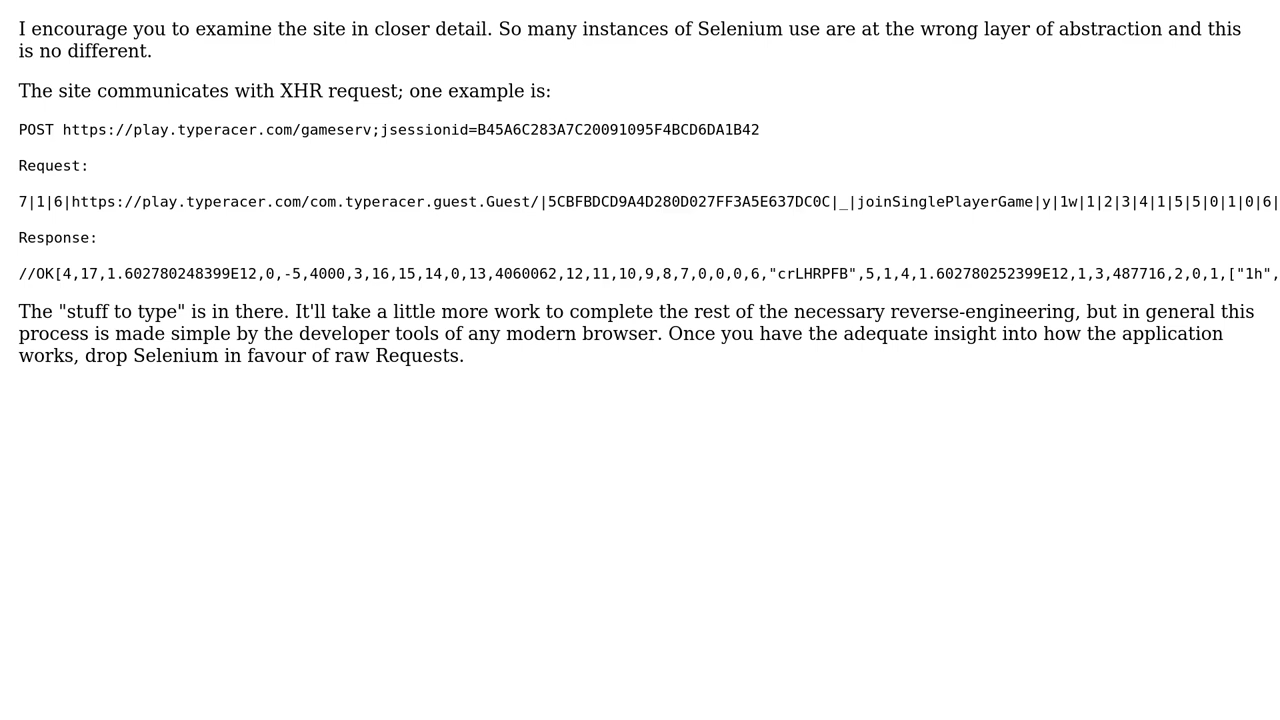 I encourage you to examine the site in closer detail. So many instances of Selenium use are at the wrong layer of abstraction and this
is no different.
The site communicates with XHR request; one example is:
POST https://play.typeracer.com/gameserv;jsessionid=B45A6C283A7C20091095F4BCD6DA1B42
Request:
7|1|6|https://play.typeracer.com/com.typeracer.guest.Guest/|5CBFBDCD9A4D280D027FF3A5E637DC0C|_|joinSinglePlayerGame|y|1w|1|2|3|4|1|5|5|0|1|0|6|
Response:
//OK[4,17,1.602780248399E12,0,-5,4000,3,16,15,14,0,13,4060062,12,11,10,9,8,7,0,0,0,6,"crLHRPFB",5,1,4,1.602780252399E12,1,3,487716,2,0,1,["1h",
The "stuff to type" is in there. It'll take a little more work to complete the rest of the necessary reverse-engineering, but in general this
process is made simple by the developer tools of any modern browser. Once you have the adequate insight into how the application
works, drop Selenium in favour of raw Requests.